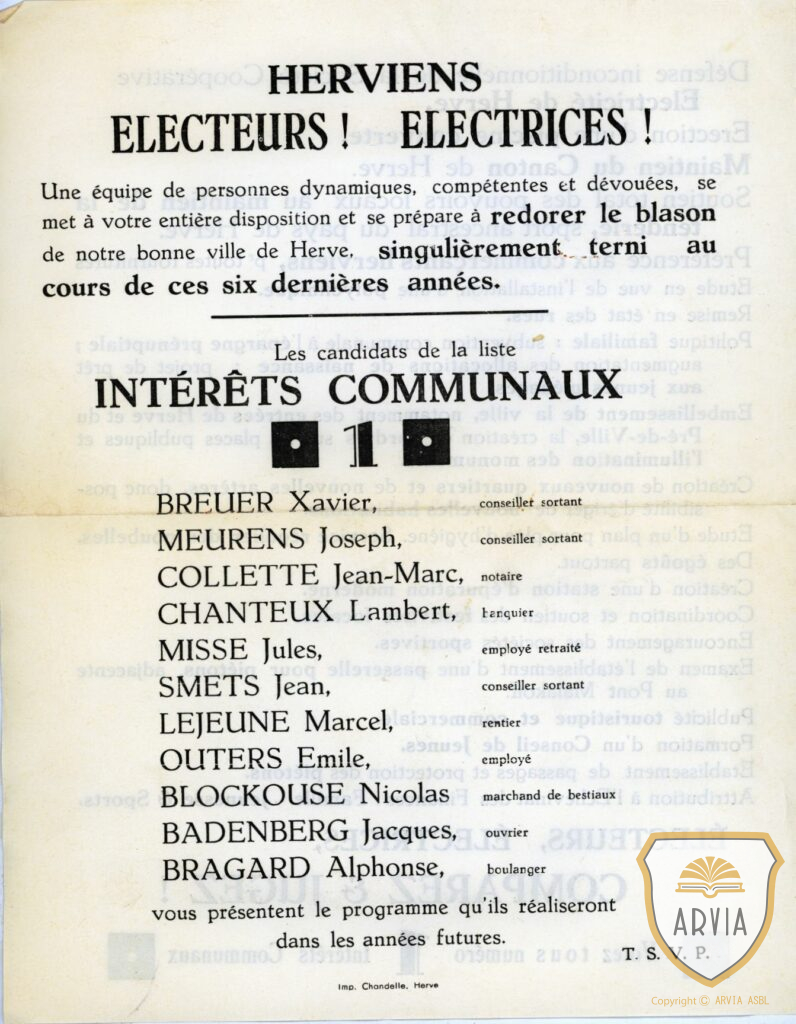 HERVIENS
ELECTEURS ! ELECTRICES !
Une équipe de personnes dynamiques, compétentes et dévouées, se
met à votre entière disposition et se prépare à redorer le blason
de notre bonne ville de Herve, singulièrement terni au
cours de ces six dernières années.
Les candidats de la liste
INTÉRÊTS COMMUNAUX
1
BREUER Xavier, conseiller sortant
MEURENS Joseph, conseiller sortant
COLLETTE Jean-Marc, notaire
CHANTEUX Lambert, banquier
MISSE Jules, employé retraité
SMETS Jean, conseiller sortant
LEJEUNE Marcel, rentier
OUTERS Emile, employé
BLOCKOUSE Nicolas marchand de bestiaux
BADENBERG Jacques, ouvrier
BRAGARD Alphonse, boulanger
vous présentent le programme qu'ils réaliseront
dans les années futures.
T. S. V. P.
Imp. Chandelle, Herve
ARVIA
Copyright © ARVIA ASBL